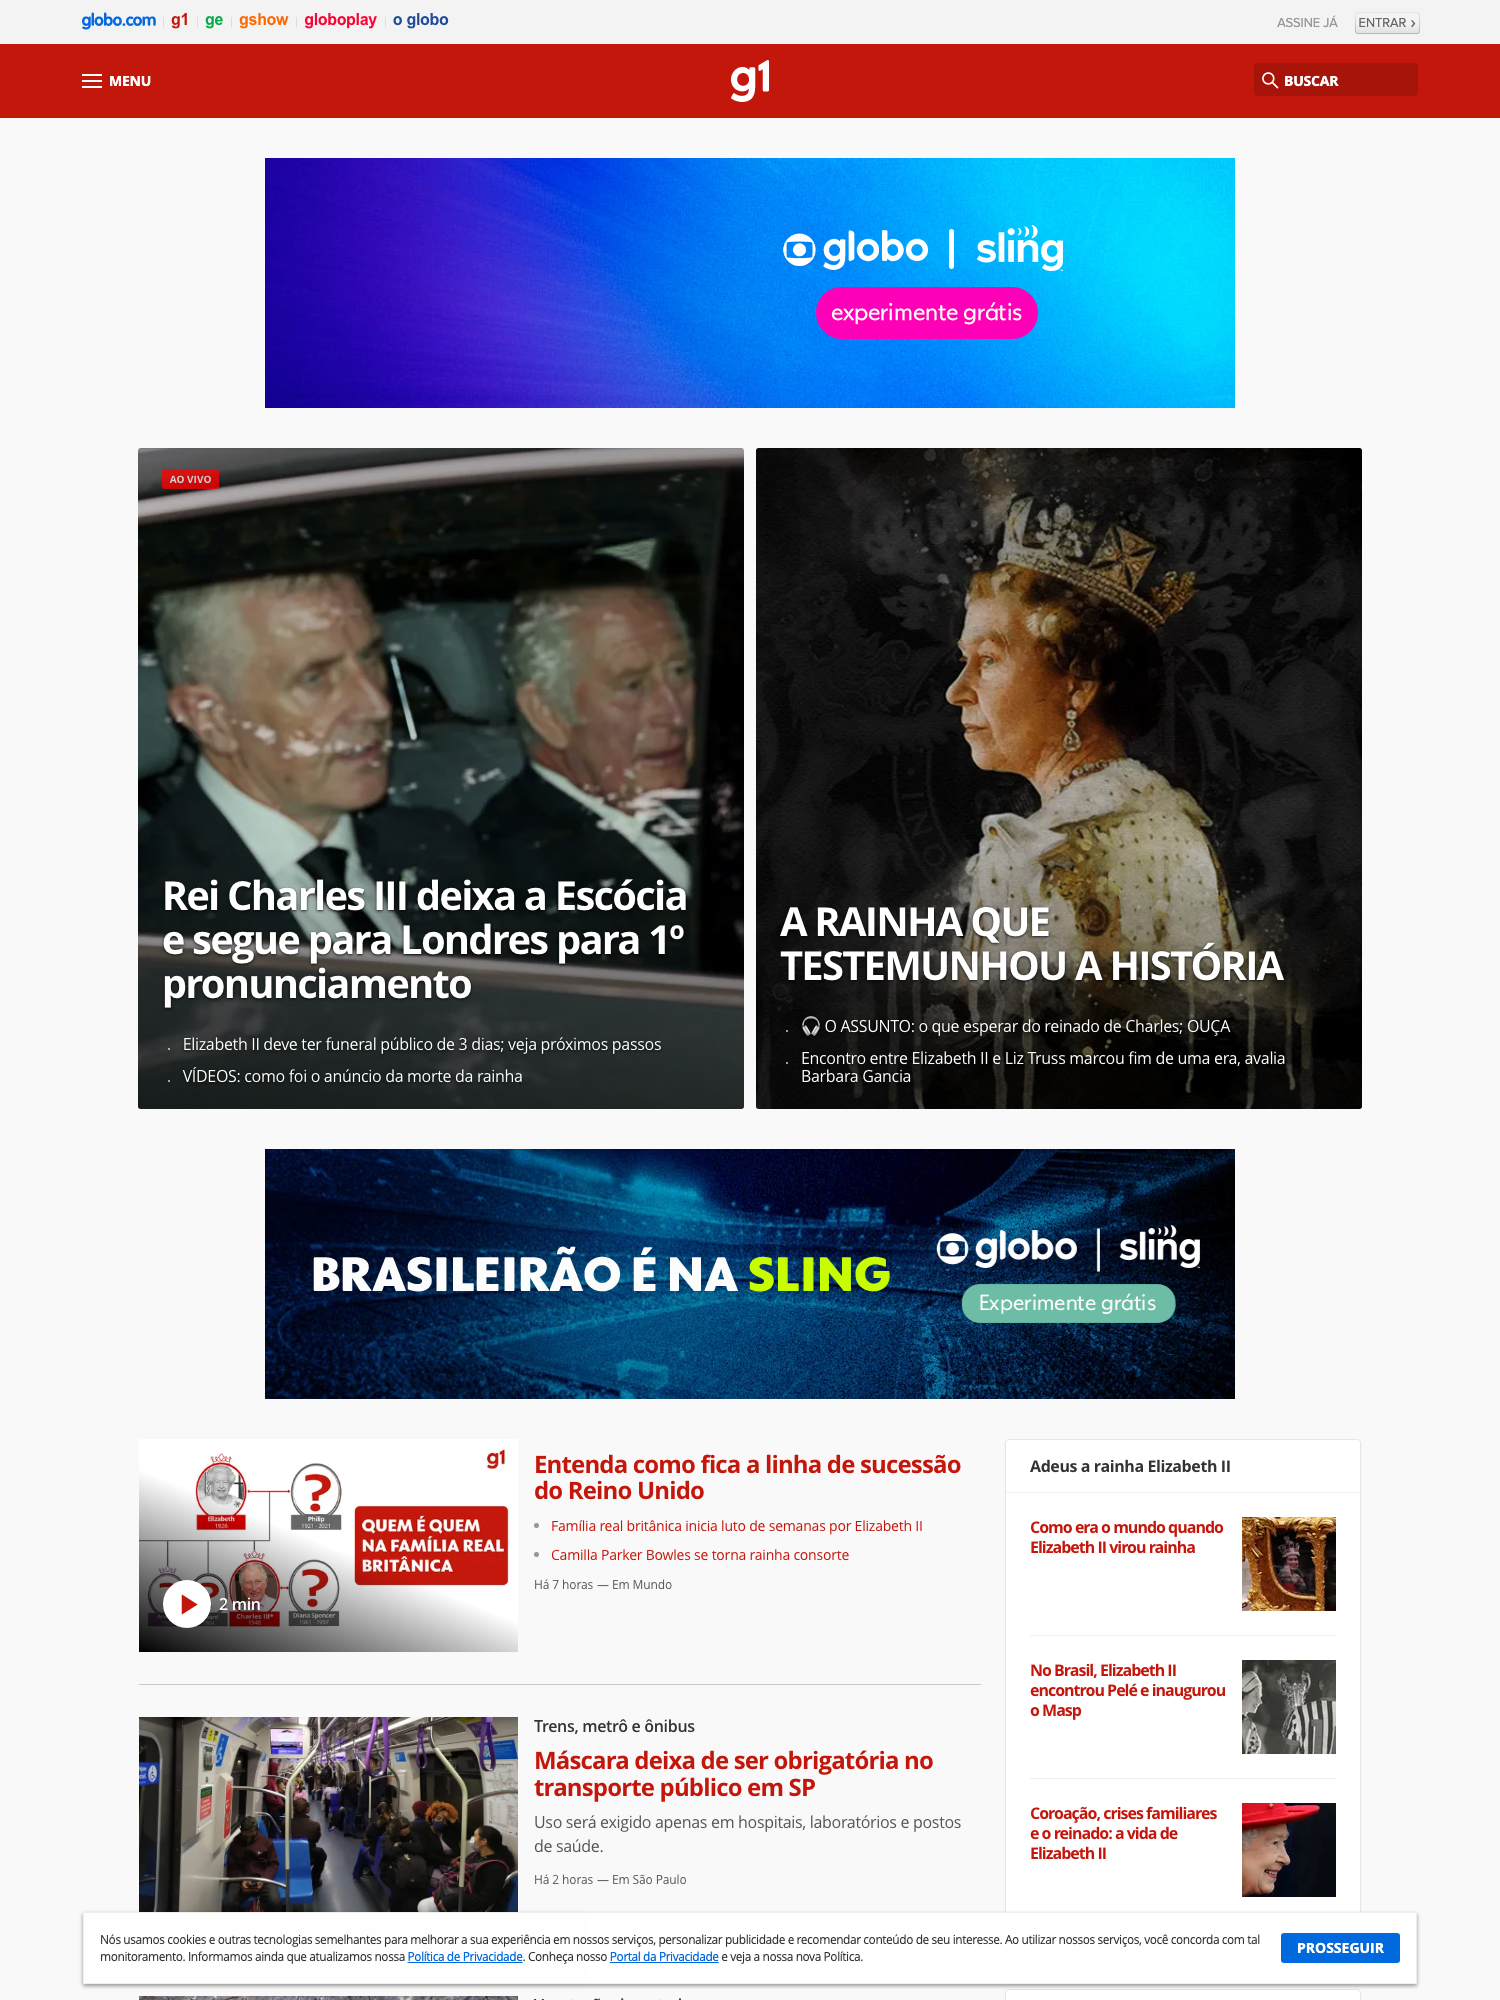 globo.com g1 ge gshow globoplay o globo
ASSINE JÁ ENTRAR ›
MENU
g1
BUSCAR
globo | sling
experimente grátis
AO VIVO
Rei Charles III deixa a Escócia
e segue para Londres para 1º
pronunciamento
. Elizabeth II deve ter funeral público de 3 dias; veja próximos passos
. VÍDEOS: como foi o anúncio da morte da rainha
A RAINHA QUE
TESTEMUNHOU A HISTÓRIA
. 🎧 O ASSUNTO: o que esperar do reinado de Charles; OUÇA
. Encontro entre Elizabeth II e Liz Truss marcou fim de uma era, avalia
Barbara Gancia
BRASILEIRÃO É NA SLING
globo | sling
Experimente grátis
g1
Elizabeth
1926
Philip
1921 - 2021
QUEM É QUEM
NA FAMÍLIA REAL
BRITÂNICA
Charles III*
1948
Diana Spencer
1961 - 1997
2 min
Entenda como fica a linha de sucessão
do Reino Unido
• Família real britânica inicia luto de semanas por Elizabeth II
• Camilla Parker Bowles se torna rainha consorte
Há 7 horas — Em Mundo
Trens, metrô e ônibus
Máscara deixa de ser obrigatória no
transporte público em SP
Uso será exigido apenas em hospitais, laboratórios e postos
de saúde.
Há 2 horas — Em São Paulo
Adeus a rainha Elizabeth II
Como era o mundo quando
Elizabeth II virou rainha
No Brasil, Elizabeth II
encontrou Pelé e inaugurou
o Masp
Coroação, crises familiares
e o reinado: a vida de
Elizabeth II
Nós usamos cookies e outras tecnologias semelhantes para melhorar a sua experiência em nossos serviços, personalizar publicidade e recomendar conteúdo de seu interesse. Ao utilizar nossos serviços, você concorda com tal
monitoramento. Informamos ainda que atualizamos nossa Política de Privacidade. Conheça nosso Portal da Privacidade e veja a nossa nova Política.
PROSSEGUIR